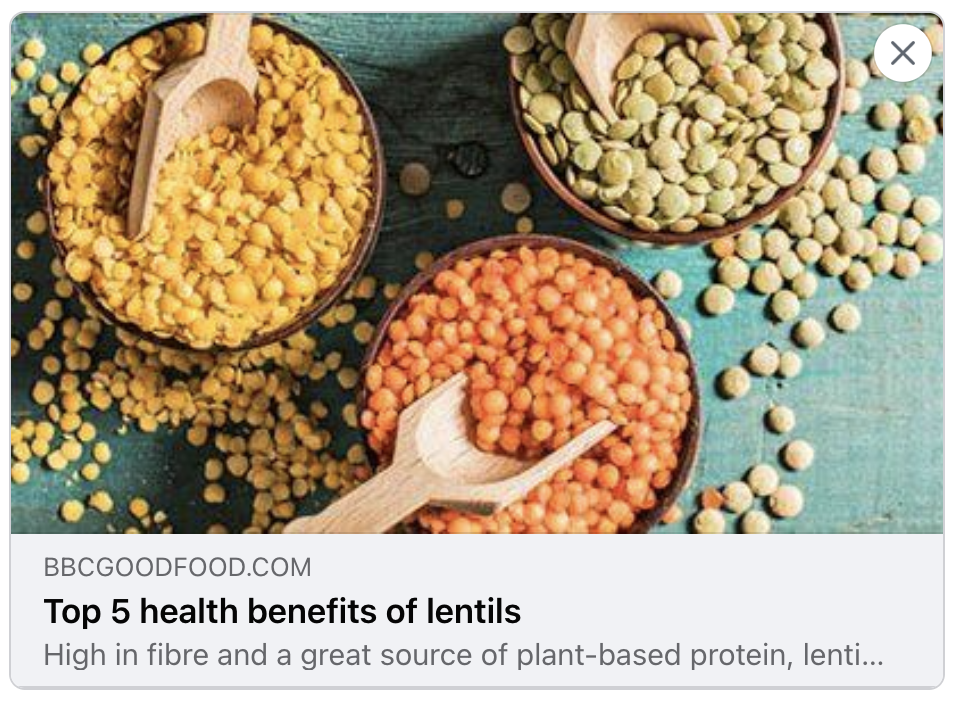 BBCGOODFOOD.COM
Top 5 health benefits of lentils
High in fibre and a great source of plant-based protein, lenti...